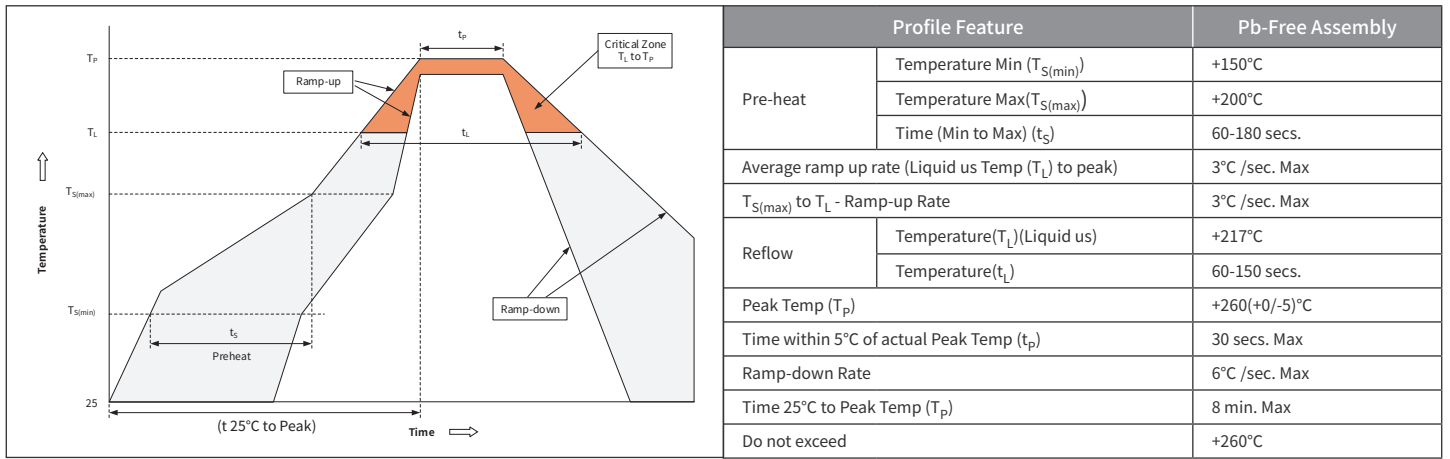 tP
Critical Zone
TL to TP
TP
Ramp-up
TL
tL
TS(max)
Temperature
TS(min)
Ramp-down
tS
Preheat
25
(t 25°C to Peak)
Time
Profile Feature Pb-Free Assembly
Pre-heat
Temperature Min (TS(min)) +150°C
Temperature Max(TS(max)) +200°C
Time (Min to Max) (tS) 60-180 secs.
Average ramp up rate (Liquid us Temp (TL) to peak) 3°C /sec. Max
TS(max) to TL - Ramp-up Rate 3°C /sec. Max
Reflow
Temperature(TL)(Liquid us) +217°C
Temperature(tL) 60-150 secs.
Peak Temp (TP) +260(+0/-5)°C
Time within 5°C of actual Peak Temp (tP) 30 secs. Max
Ramp-down Rate 6°C /sec. Max
Time 25°C to Peak Temp (TP) 8 min. Max
Do not exceed +260°C